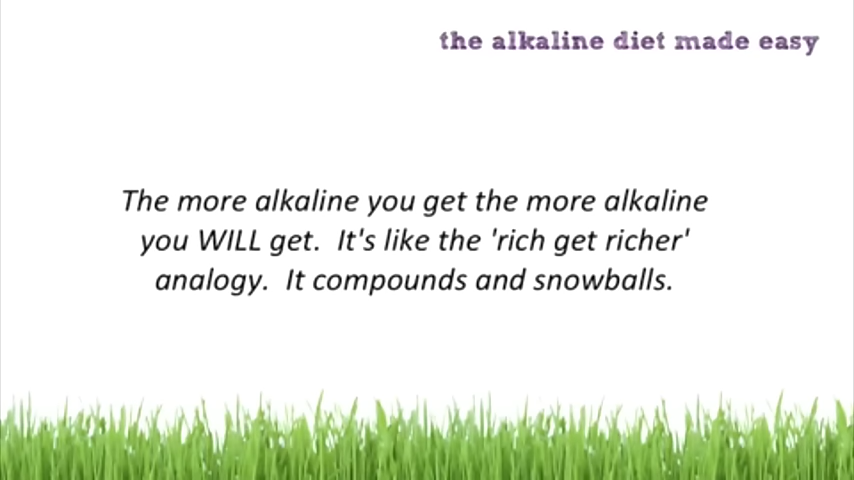 the alkaline diet made easy
The more alkaline you get the more alkaline
you WILL get.  It's like the 'rich get richer'
analogy.  It compounds and snowballs.